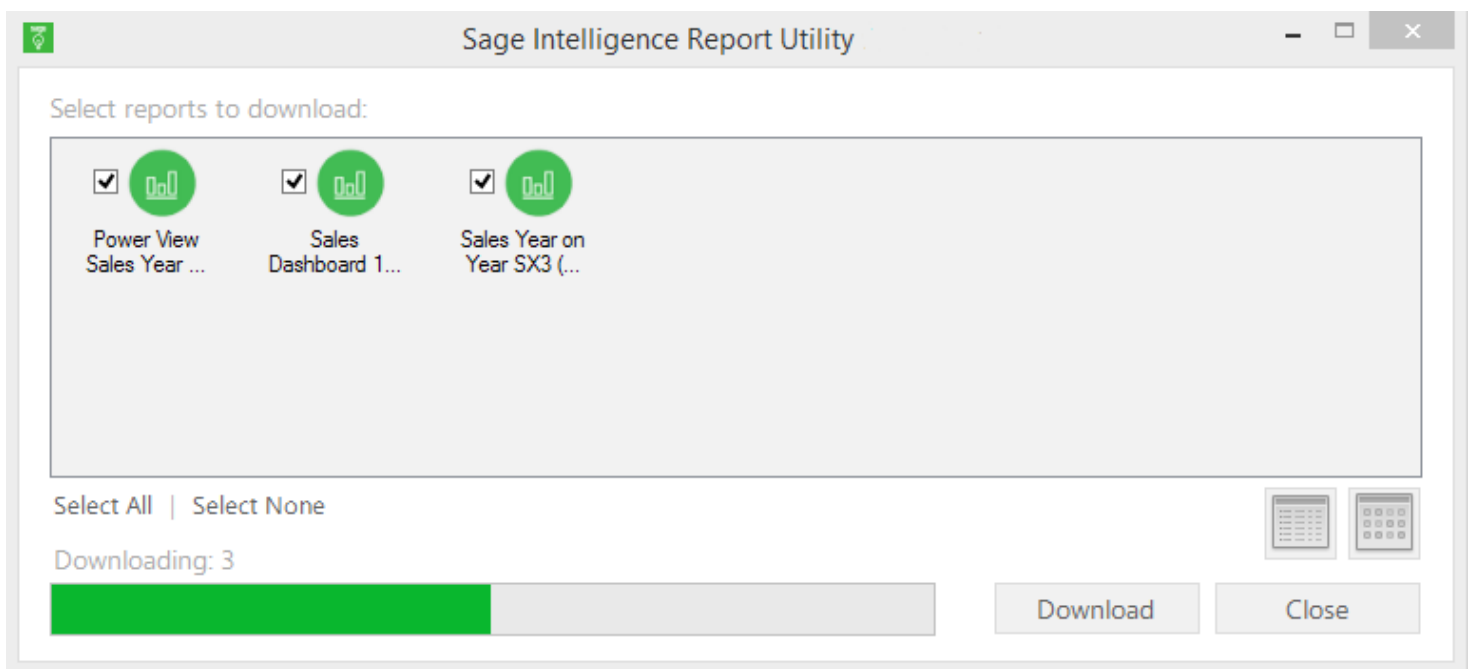 Sage Intelligence Report Utility
Select reports to download:
Power View
Sales Year ...
Sales
Dashboard 1...
Sales Year on
Year SX3 (...
Select All | Select None
Downloading: 3
Download
Close